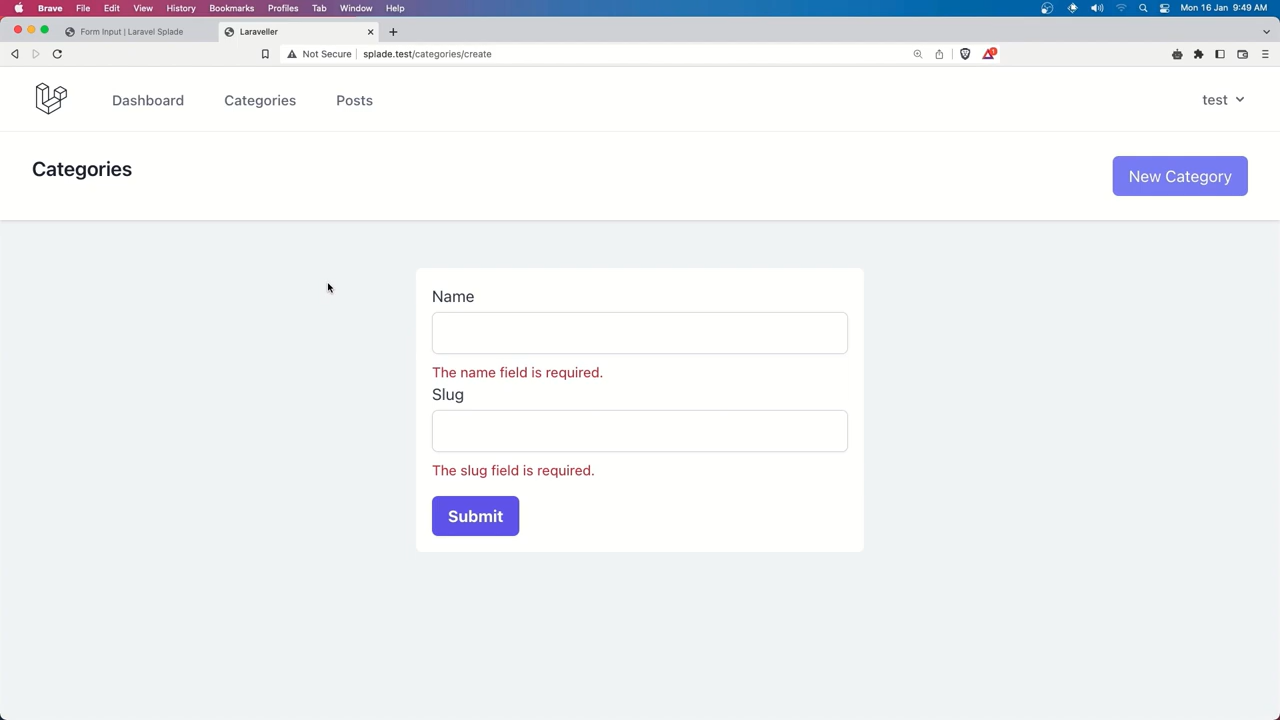 Brave File Edit View History Bookmarks Profiles Tab Window Help Mon 16 Jan 9:49 AM
Form Input | Laravel Splade Laraveller
Not Secure splade.test/categories/create
Dashboard Categories Posts test
Categories
New Category
Name
The name field is required.
Slug
The slug field is required.
Submit